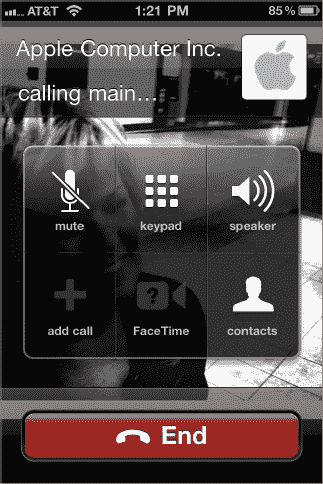 AT&T 1:21 PM 85%
Apple Computer Inc.
calling main...
mute keypad speaker
? 
add call FaceTime contacts
End